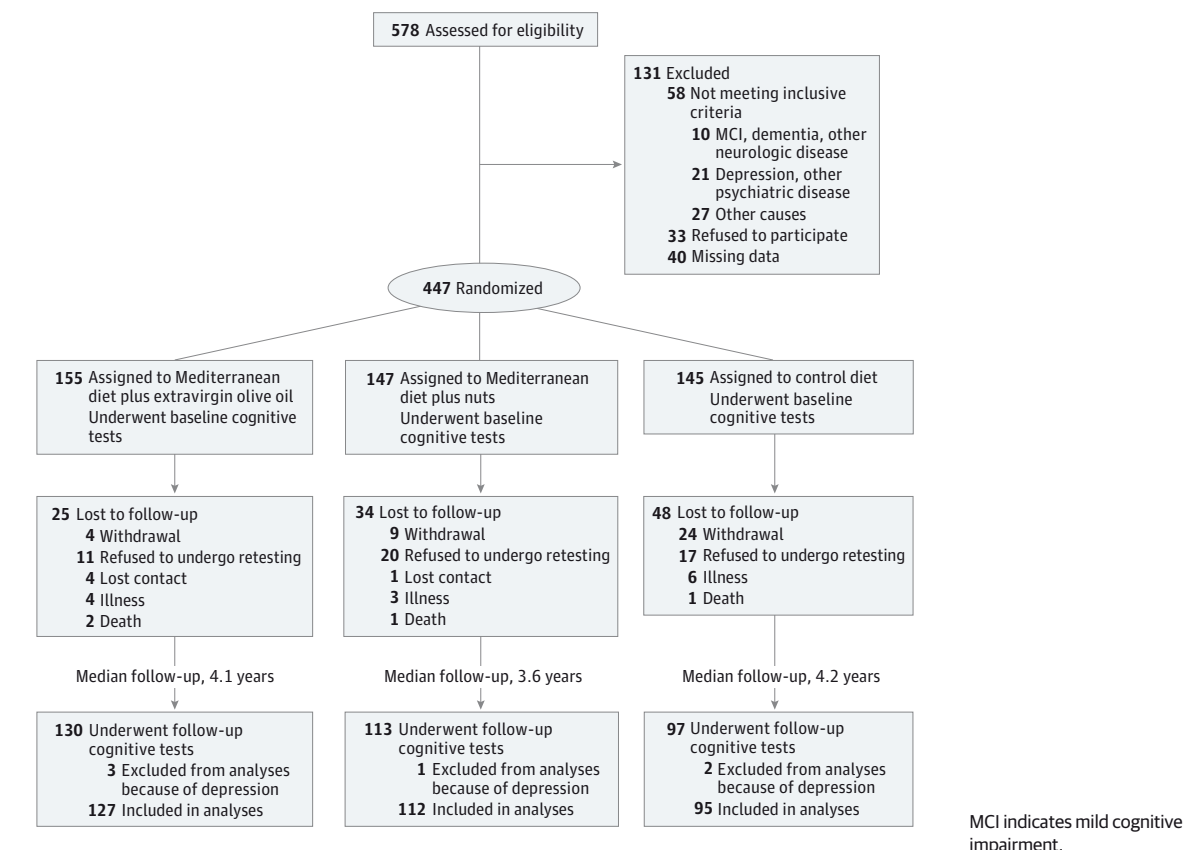 578 Assessed for eligibility
131 Excluded
58 Not meeting inclusive
criteria
10 MCI, dementia, other
neurologic disease
21 Depression, other
psychiatric disease
27 Other causes
33 Refused to participate
40 Missing data
447 Randomized
155 Assigned to Mediterranean
diet plus extravirgin olive oil
Underwent baseline cognitive
tests
147 Assigned to Mediterranean
diet plus nuts
Underwent baseline
cognitive tests
145 Assigned to control diet
Underwent baseline
cognitive tests
25 Lost to follow-up
4 Withdrawal
11 Refused to undergo retesting
4 Lost contact
4 Illness
2 Death
34 Lost to follow-up
9 Withdrawal
20 Refused to undergo retesting
1 Lost contact
3 Illness
1 Death
48 Lost to follow-up
24 Withdrawal
17 Refused to undergo retesting
6 Illness
1 Death
Median follow-up, 4.1 years
Median follow-up, 3.6 years
Median follow-up, 4.2 years
130 Underwent follow-up
cognitive tests
3 Excluded from analyses
because of depression
127 Included in analyses
113 Underwent follow-up
cognitive tests
1 Excluded from analyses
because of depression
112 Included in analyses
97 Underwent follow-up
cognitive tests
2 Excluded from analyses
because of depression
95 Included in analyses
MCI indicates mild cognitive
impairment.